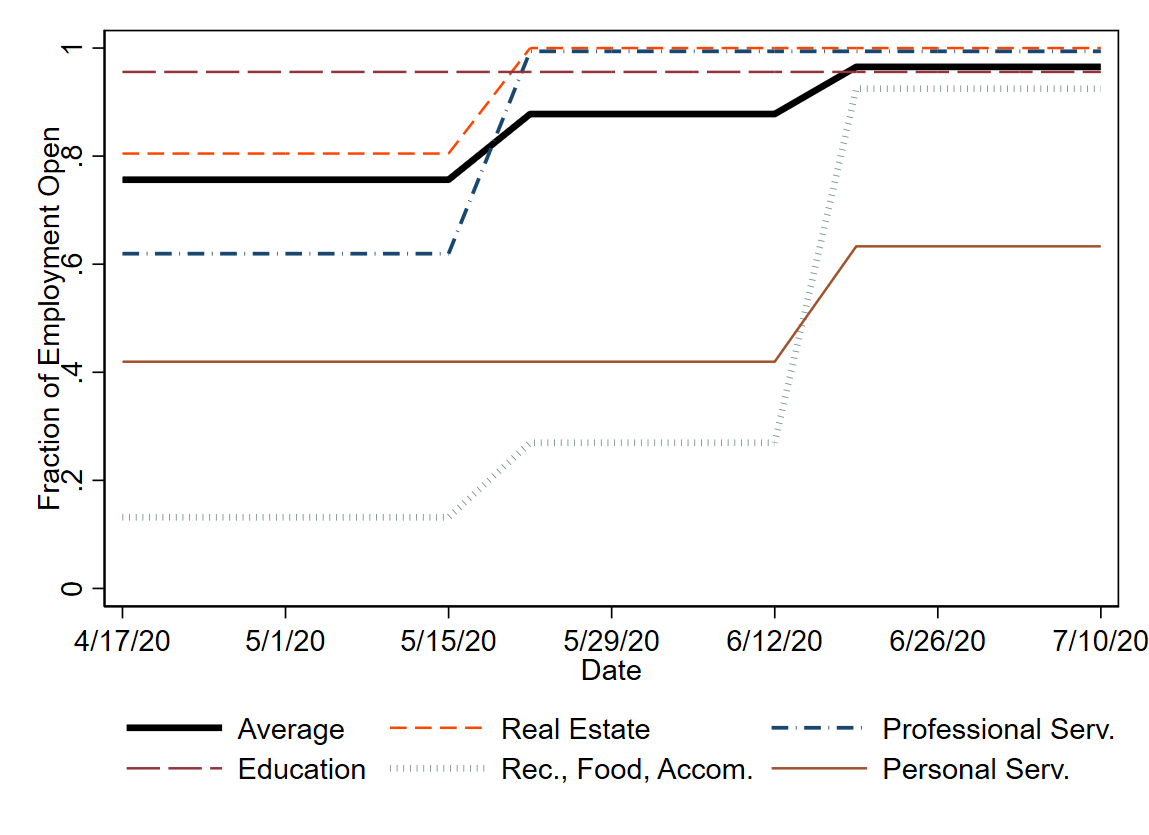 Fraction of Employment Open
1
.8
.6
.4
.2
0
4/17/20 5/1/20 5/15/20 5/29/20 6/12/20 6/26/20 7/10/20
Date
Average Real Estate Professional Serv.
Education Rec., Food, Accom. Personal Serv.